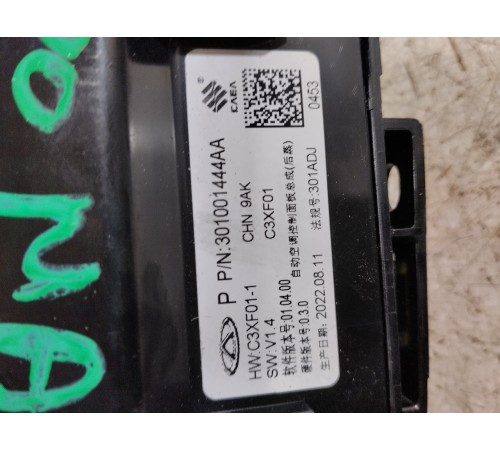 CAEA
P P/N:301001444AA
CHN 9AK
HW:C3XF01-1 C3XF01
SW:V1.4
软件版本号:01.04.00 自动空调控制面板总成(后蒸)
硬件版本号:0.3.0
生产日期: 2022.08.11 法规号:301ADJ
0453